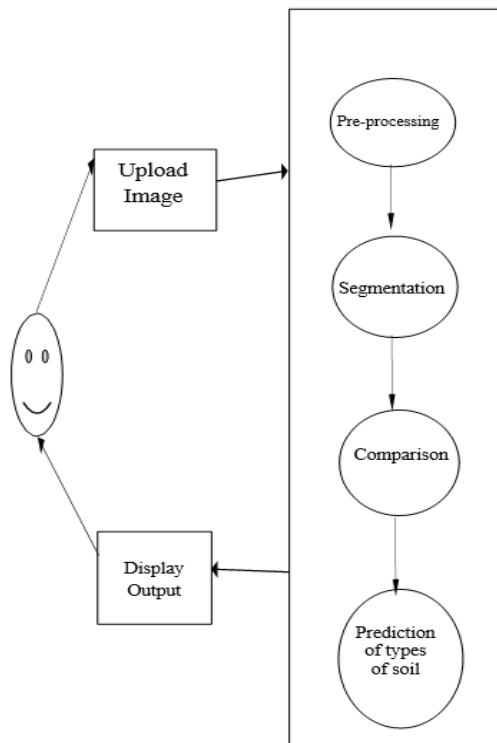 Pre-processing
Upload
Image
Segmentation
Comparison
Display
Output
Prediction
of types
of soil